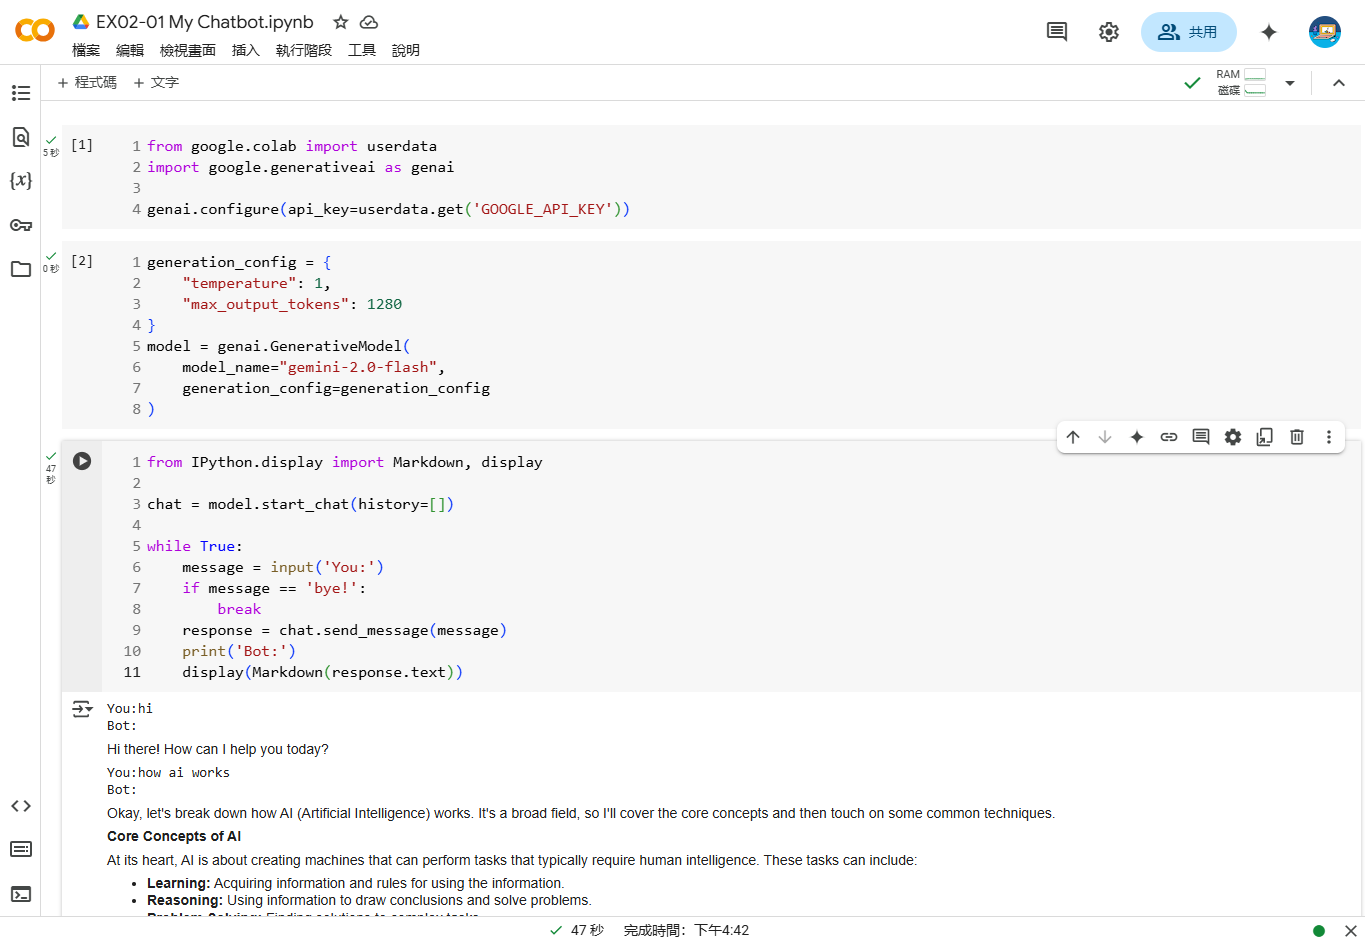 EX02-01 My Chatbot.ipynb
檔案 編輯 檢視畫面 插入 執行階段 工具 說明
共用
+ 程式碼 + 文字
RAM
磁碟
5 秒
[1]
1 from google.colab import userdata
2 import google.generativeai as genai
3
4 genai.configure(api_key=userdata.get('GOOGLE_API_KEY'))
0 秒
[2]
1 generation_config = {
2     "temperature": 1,
3     "max_output_tokens": 1280
4 }
5 model = genai.GenerativeModel(
6     model_name="gemini-2.0-flash",
7     generation_config=generation_config
8 )
47
秒
1 from IPython.display import Markdown, display
2
3 chat = model.start_chat(history=[])
4
5 while True:
6     message = input('You:')
7     if message == 'bye!':
8         break
9     response = chat.send_message(message)
10     print('Bot:')
11     display(Markdown(response.text))
You:hi
Bot:
Hi there! How can I help you today?
You:how ai works
Bot:
Okay, let's break down how AI (Artificial Intelligence) works. It's a broad field, so I'll cover the core concepts and then touch on some common techniques.
Core Concepts of AI
At its heart, AI is about creating machines that can perform tasks that typically require human intelligence. These tasks can include:
• Learning: Acquiring information and rules for using the information.
• Reasoning: Using information to draw conclusions and solve problems.
• Problem-Solving: Finding solutions to complex tasks.
47 秒 完成時間：下午4:42